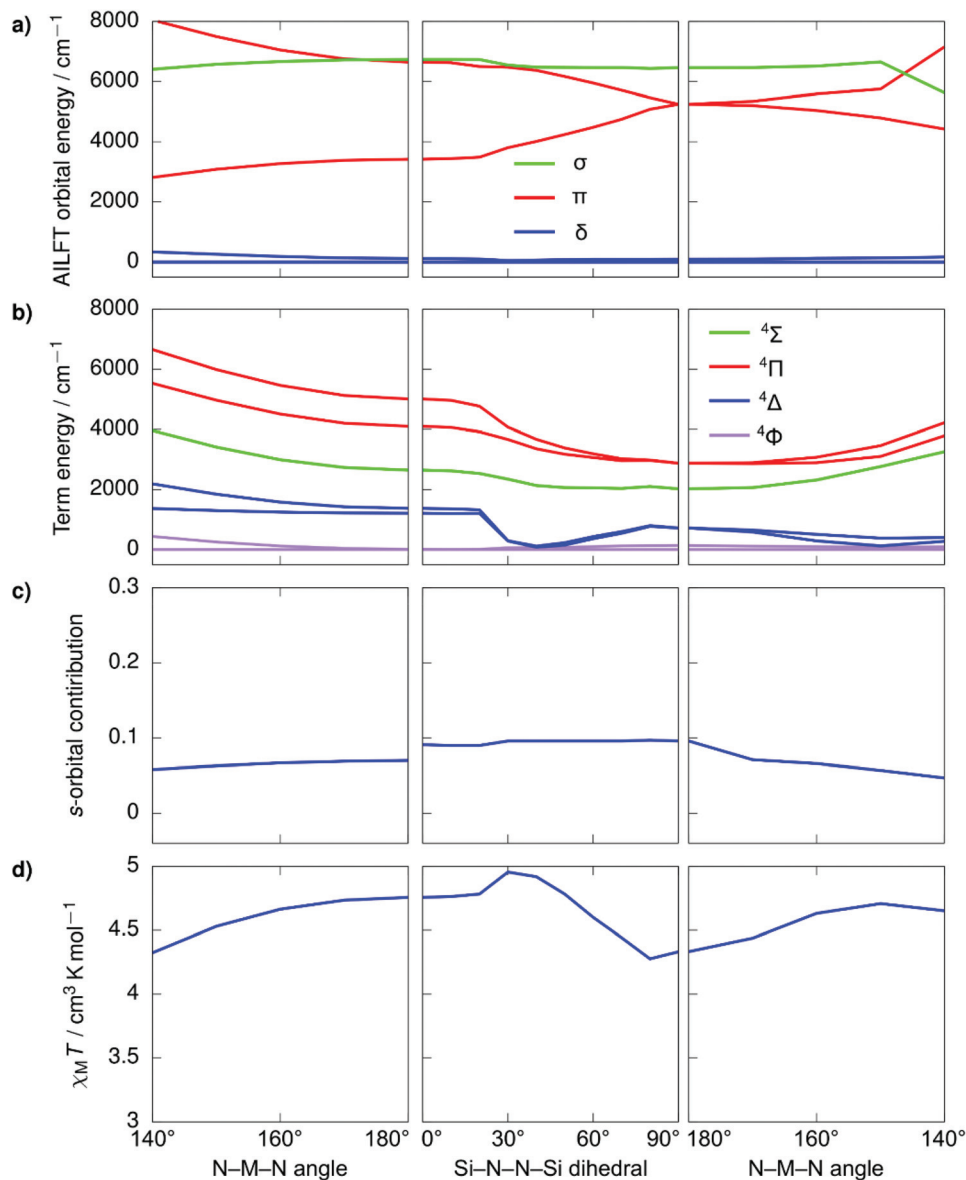 a)
AILFT orbital energy / cm⁻¹
8000
6000
4000
2000
0
σ
π
δ
b)
Term energy / cm⁻¹
8000
6000
4000
2000
0
⁴Σ
⁴Π
⁴Δ
⁴Φ
c)
s-orbital contiribution
0.3
0.2
0.1
0
d)
χM T / cm³ K mol⁻¹
5
4.5
4
3.5
3
140° 160° 180° 0° 30° 60° 90° 180° 160° 140°
N–M–N angle Si–N–N–Si dihedral N–M–N angle